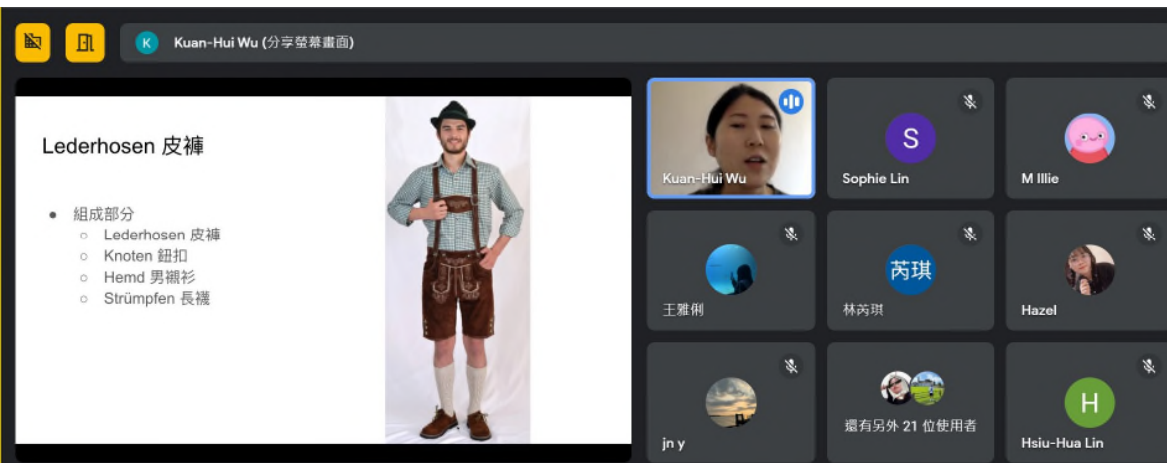 K Kuan-Hui Wu (分享螢幕畫面)
Lederhosen 皮褲
組成部分
Lederhosen 皮褲
Knoten 鈕扣
Hemd 男襯衫
Strümpfen 長襪
Kuan-Hui Wu
S
Sophie Lin
M Illie
王雅俐
芮琪
林芮琪
Hazel
jn y
還有另外 21 位使用者
H
Hsiu-Hua Lin